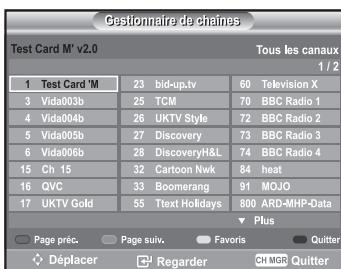 Gestionnaire de chaînes
Test Card M' v2.0 Tous les canaux
1 / 2
1 Test Card 'M 23 bid-up.tv 60 Television X
3 Vida003b 25 TCM 70 BBC Radio 1
4 Vida004b 26 UKTV Style 72 BBC Radio 2
5 Vida005b 27 Discovery 73 BBC Radio 3
6 Vida006b 28 DiscoveryH&L 74 BBC Radio 4
15 Ch 15 32 Cartoon Nwk 84 heat
16 QVC 33 Boomerang 91 MOJO
17 UKTV Gold 55 Ttext Holidays 800 ARD-MHP-Data
▼ Plus
Page préc. Page suiv. Favoris Quitter
Déplacer Regarder CH MGR Quitter